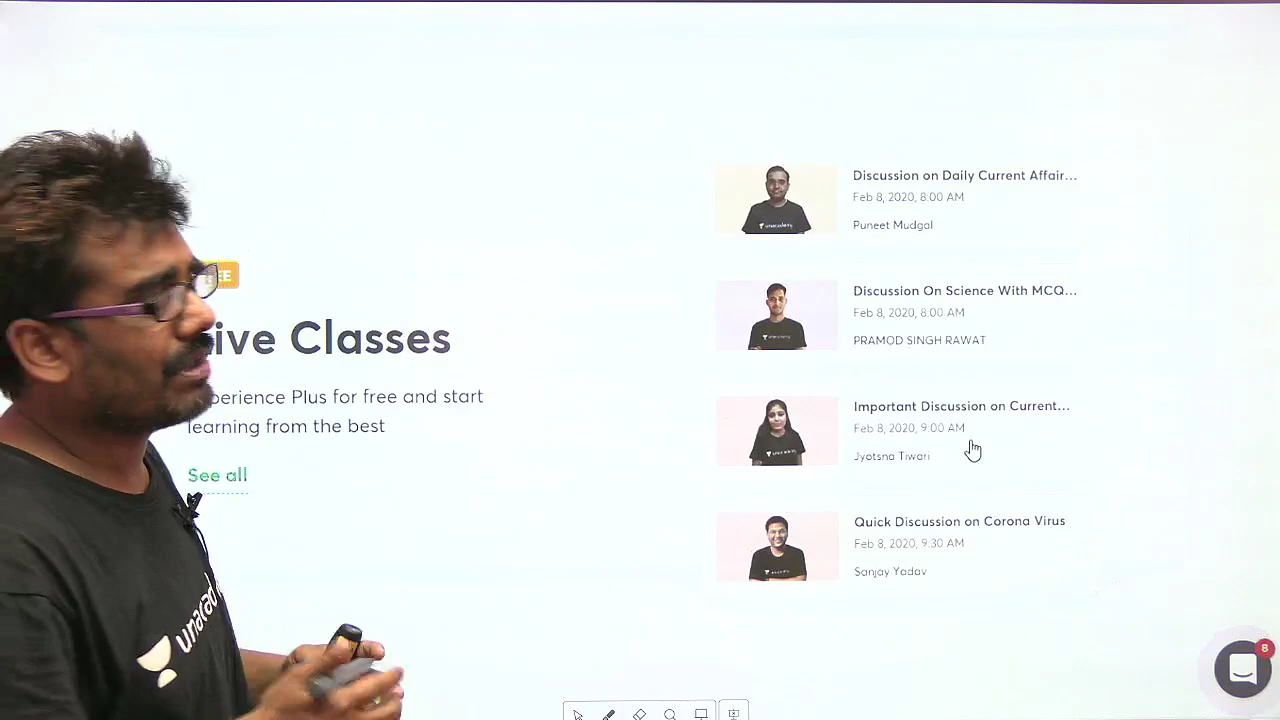 EE
ive Classes
perience Plus for free and start
learning from the best
See all
Discussion on Daily Current Affair...
Feb 8, 2020, 8:00 AM
Puneet Mudgal
Discussion On Science With MCQ...
Feb 8, 2020, 8:00 AM
PRAMOD SINGH RAWAT
Important Discussion on Current...
Feb 8, 2020, 9:00 AM
Jyotsna Tiwari
Quick Discussion on Corona Virus
Feb 8, 2020, 9:30 AM
Sanjay Yadav
unacad
8